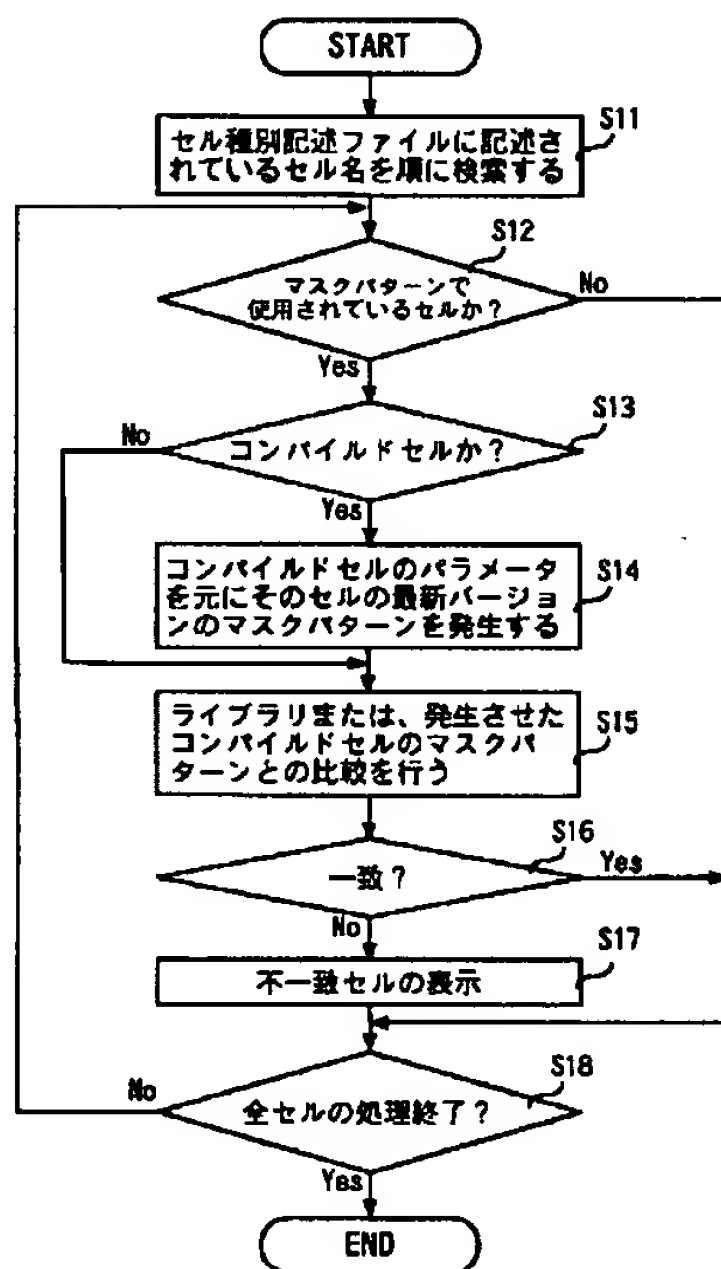 START
S11
セル種別記述ファイルに記述さ
れているセル名を順に検索する
S12
マスクパターンで
使用されているセルか?
No
Yes
S13
No
コンパイルドセルか?
Yes
コンパイルドセルのパラメータ
を元にそのセルの最新バージョ
ンのマスクパターンを発生する
S14
ライブラリまたは、発生させた
コンパイルドセルのマスクパ
ターンとの比較を行う
S15
S16
一致?
Yes
No
S17
不一致セルの表示
S18
No
全セルの処理終了?
Yes
END